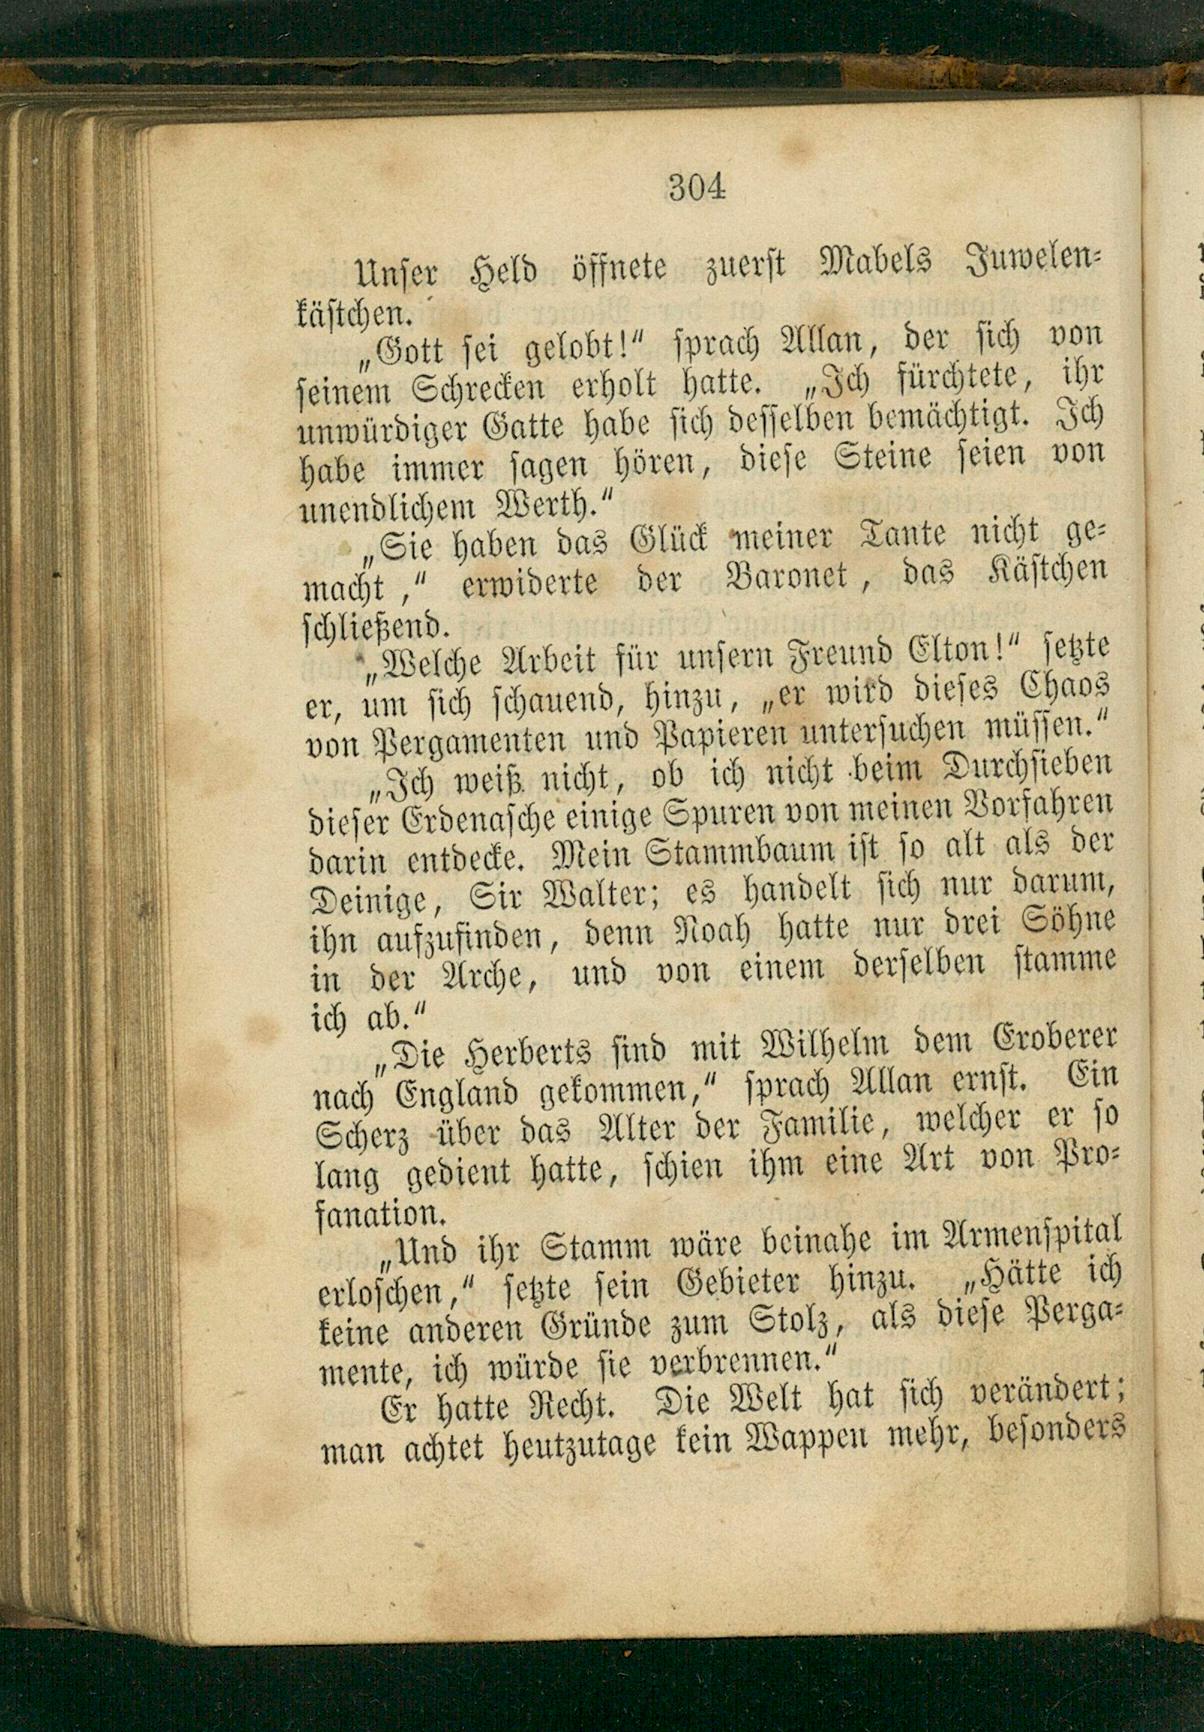 304
Unser Held öffnete zuerst Mabels Juwelen-
kästchen.
„Gott sei gelobt!“ sprach Allan, der sich von
seinem Schrecken erholt hatte. „Ich fürchtete, ihr
unwürdiger Gatte habe sich desselben bemächtigt. Ich
habe immer sagen hören, diese Steine seien von
unendlichem Werth.“
„Sie haben das Glück meiner Tante nicht ge-
macht,“ erwiderte der Baronet, das Kästchen
schließend.
„Welche Arbeit für unsern Freund Elton!“ setzte
er, um sich schauend, hinzu, „er wird dieses Chaos
von Pergamenten und Papieren untersuchen müssen.“
„Ich weiß nicht, ob ich nicht beim Durchsieben
dieser Erdenasche einige Spuren von meinen Vorfahren
darin entdecke. Mein Stammbaum ist so alt als der
Deinige, Sir Walter; es handelt sich nur darum,
ihn aufzufinden, denn Noah hatte nur drei Söhne
in der Arche, und von einem derselben stamme
ich ab.“
„Die Herberts sind mit Wilhelm dem Eroberer
nach England gekommen,“ sprach Allan ernst. Ein
Scherz über das Alter der Familie, welcher er so
lang gedient hatte, schien ihm eine Art von Pro-
fanation.
„Und ihr Stamm wäre beinahe im Armenspital
erloschen,“ setzte sein Gebieter hinzu. „Hätte ich
keine anderen Gründe zum Stolz, als diese Perga-
mente, ich würde sie verbrennen.“
Er hatte Recht. Die Welt hat sich verändert;
man achtet heutzutage kein Wappen mehr, besonders